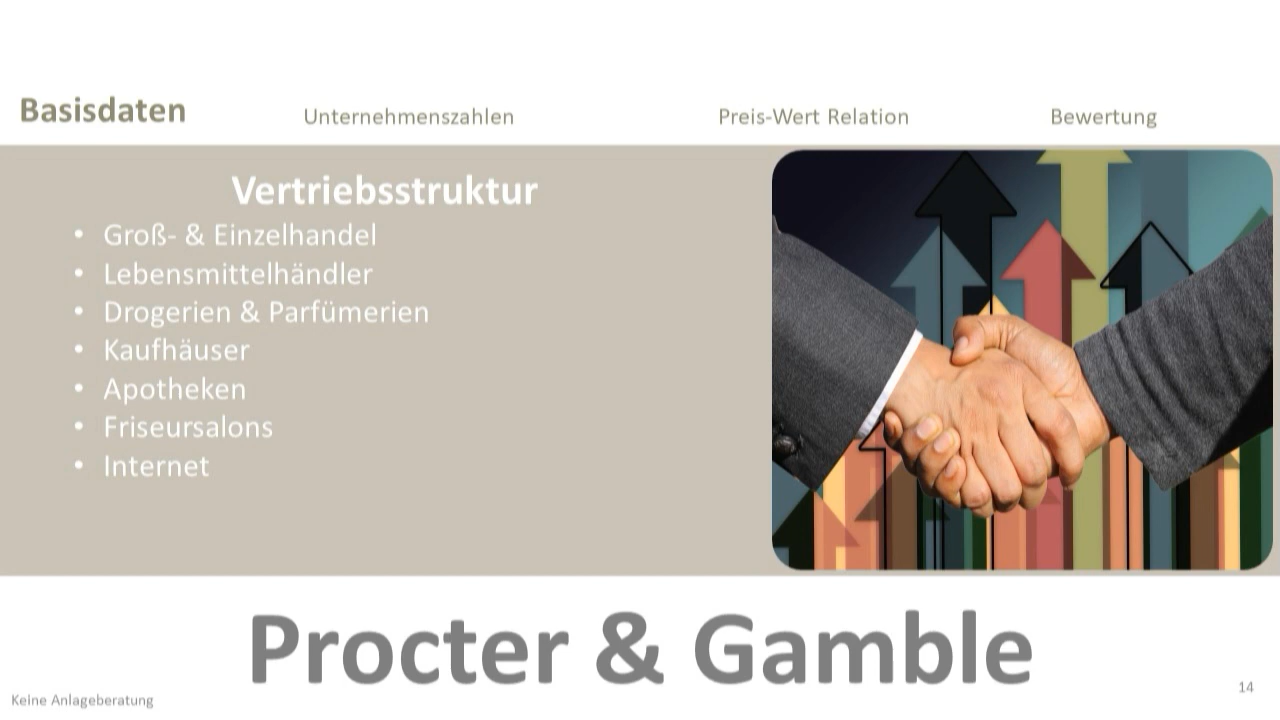 Basisdaten
Unternehmenszahlen
Preis-Wert Relation
Bewertung
Vertriebsstruktur
• Groß- & Einzelhandel
• Lebensmittelhändler
• Drogerien & Parfümerien
• Kaufhäuser
• Apotheken
• Friseursalons
• Internet
Procter & Gamble
Keine Anlageberatung
14